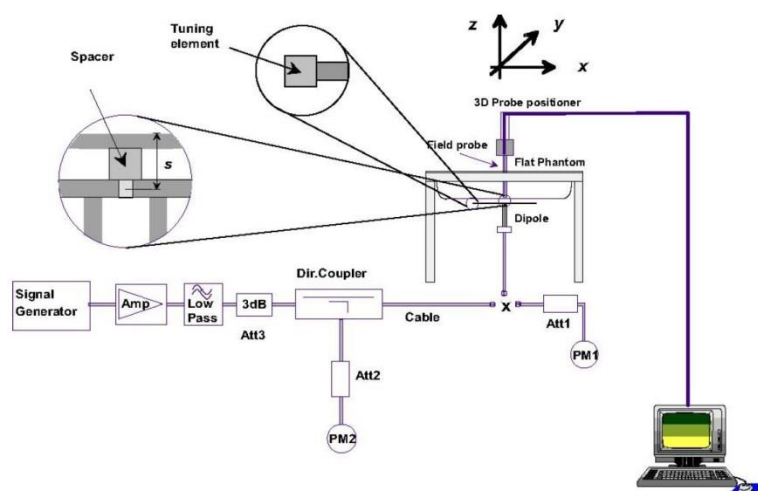 Tuning
element
Spacer
s
z
y
x
3D Probe positioner
Field probe
Flat Phantom
Dipole
Signal
Generator
Amp
Low
Pass
3dB
Att3
Dir.Coupler
Cable
x
Att1
PM1
Att2
PM2